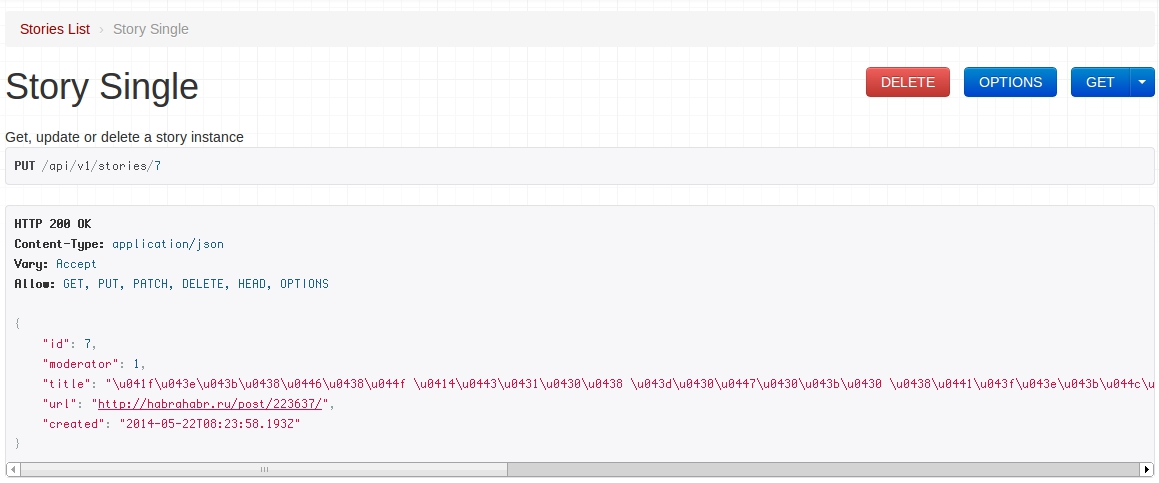 Stories List › Story Single
Story Single
DELETE
OPTIONS
GET
Get, update or delete a story instance
PUT /api/v1/stories/7
HTTP 200 OK
Content-Type: application/json
Vary: Accept
Allow: GET, PUT, PATCH, DELETE, HEAD, OPTIONS
{
"id": 7,
"moderator": 1,
"title": "\u041f\u043e\u043b\u0438\u0446\u0438\u044f \u0414\u0443\u0431\u0430\u0438 \u043d\u0430\u0447\u0430\u043b\u0430 \u0438\u0441\u043f\u043e\u043b\u044c\u
"url": "http://habrahabr.ru/post/223637/",
"created": "2014-05-22T08:23:58.193Z"
}